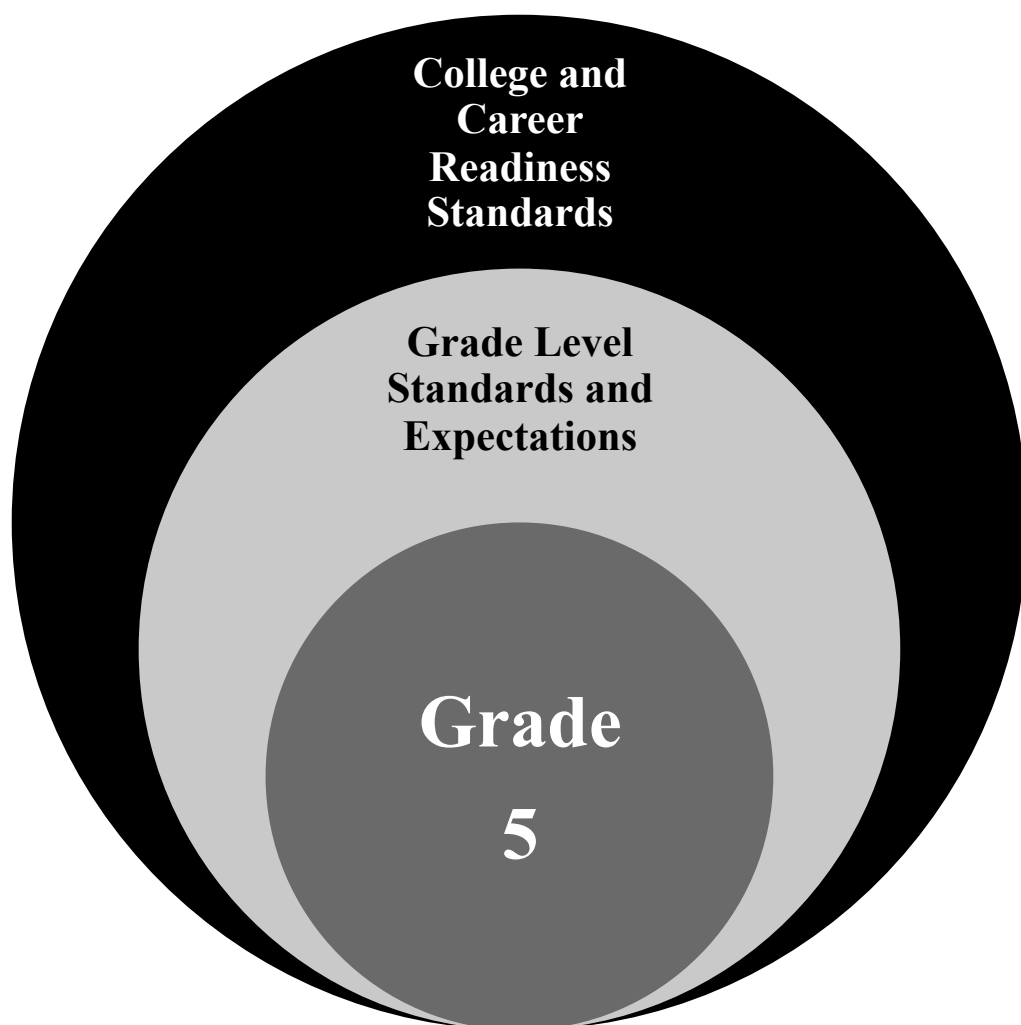 College and
Career
Readiness
Standards
Grade Level
Standards and
Expectations
Grade
5